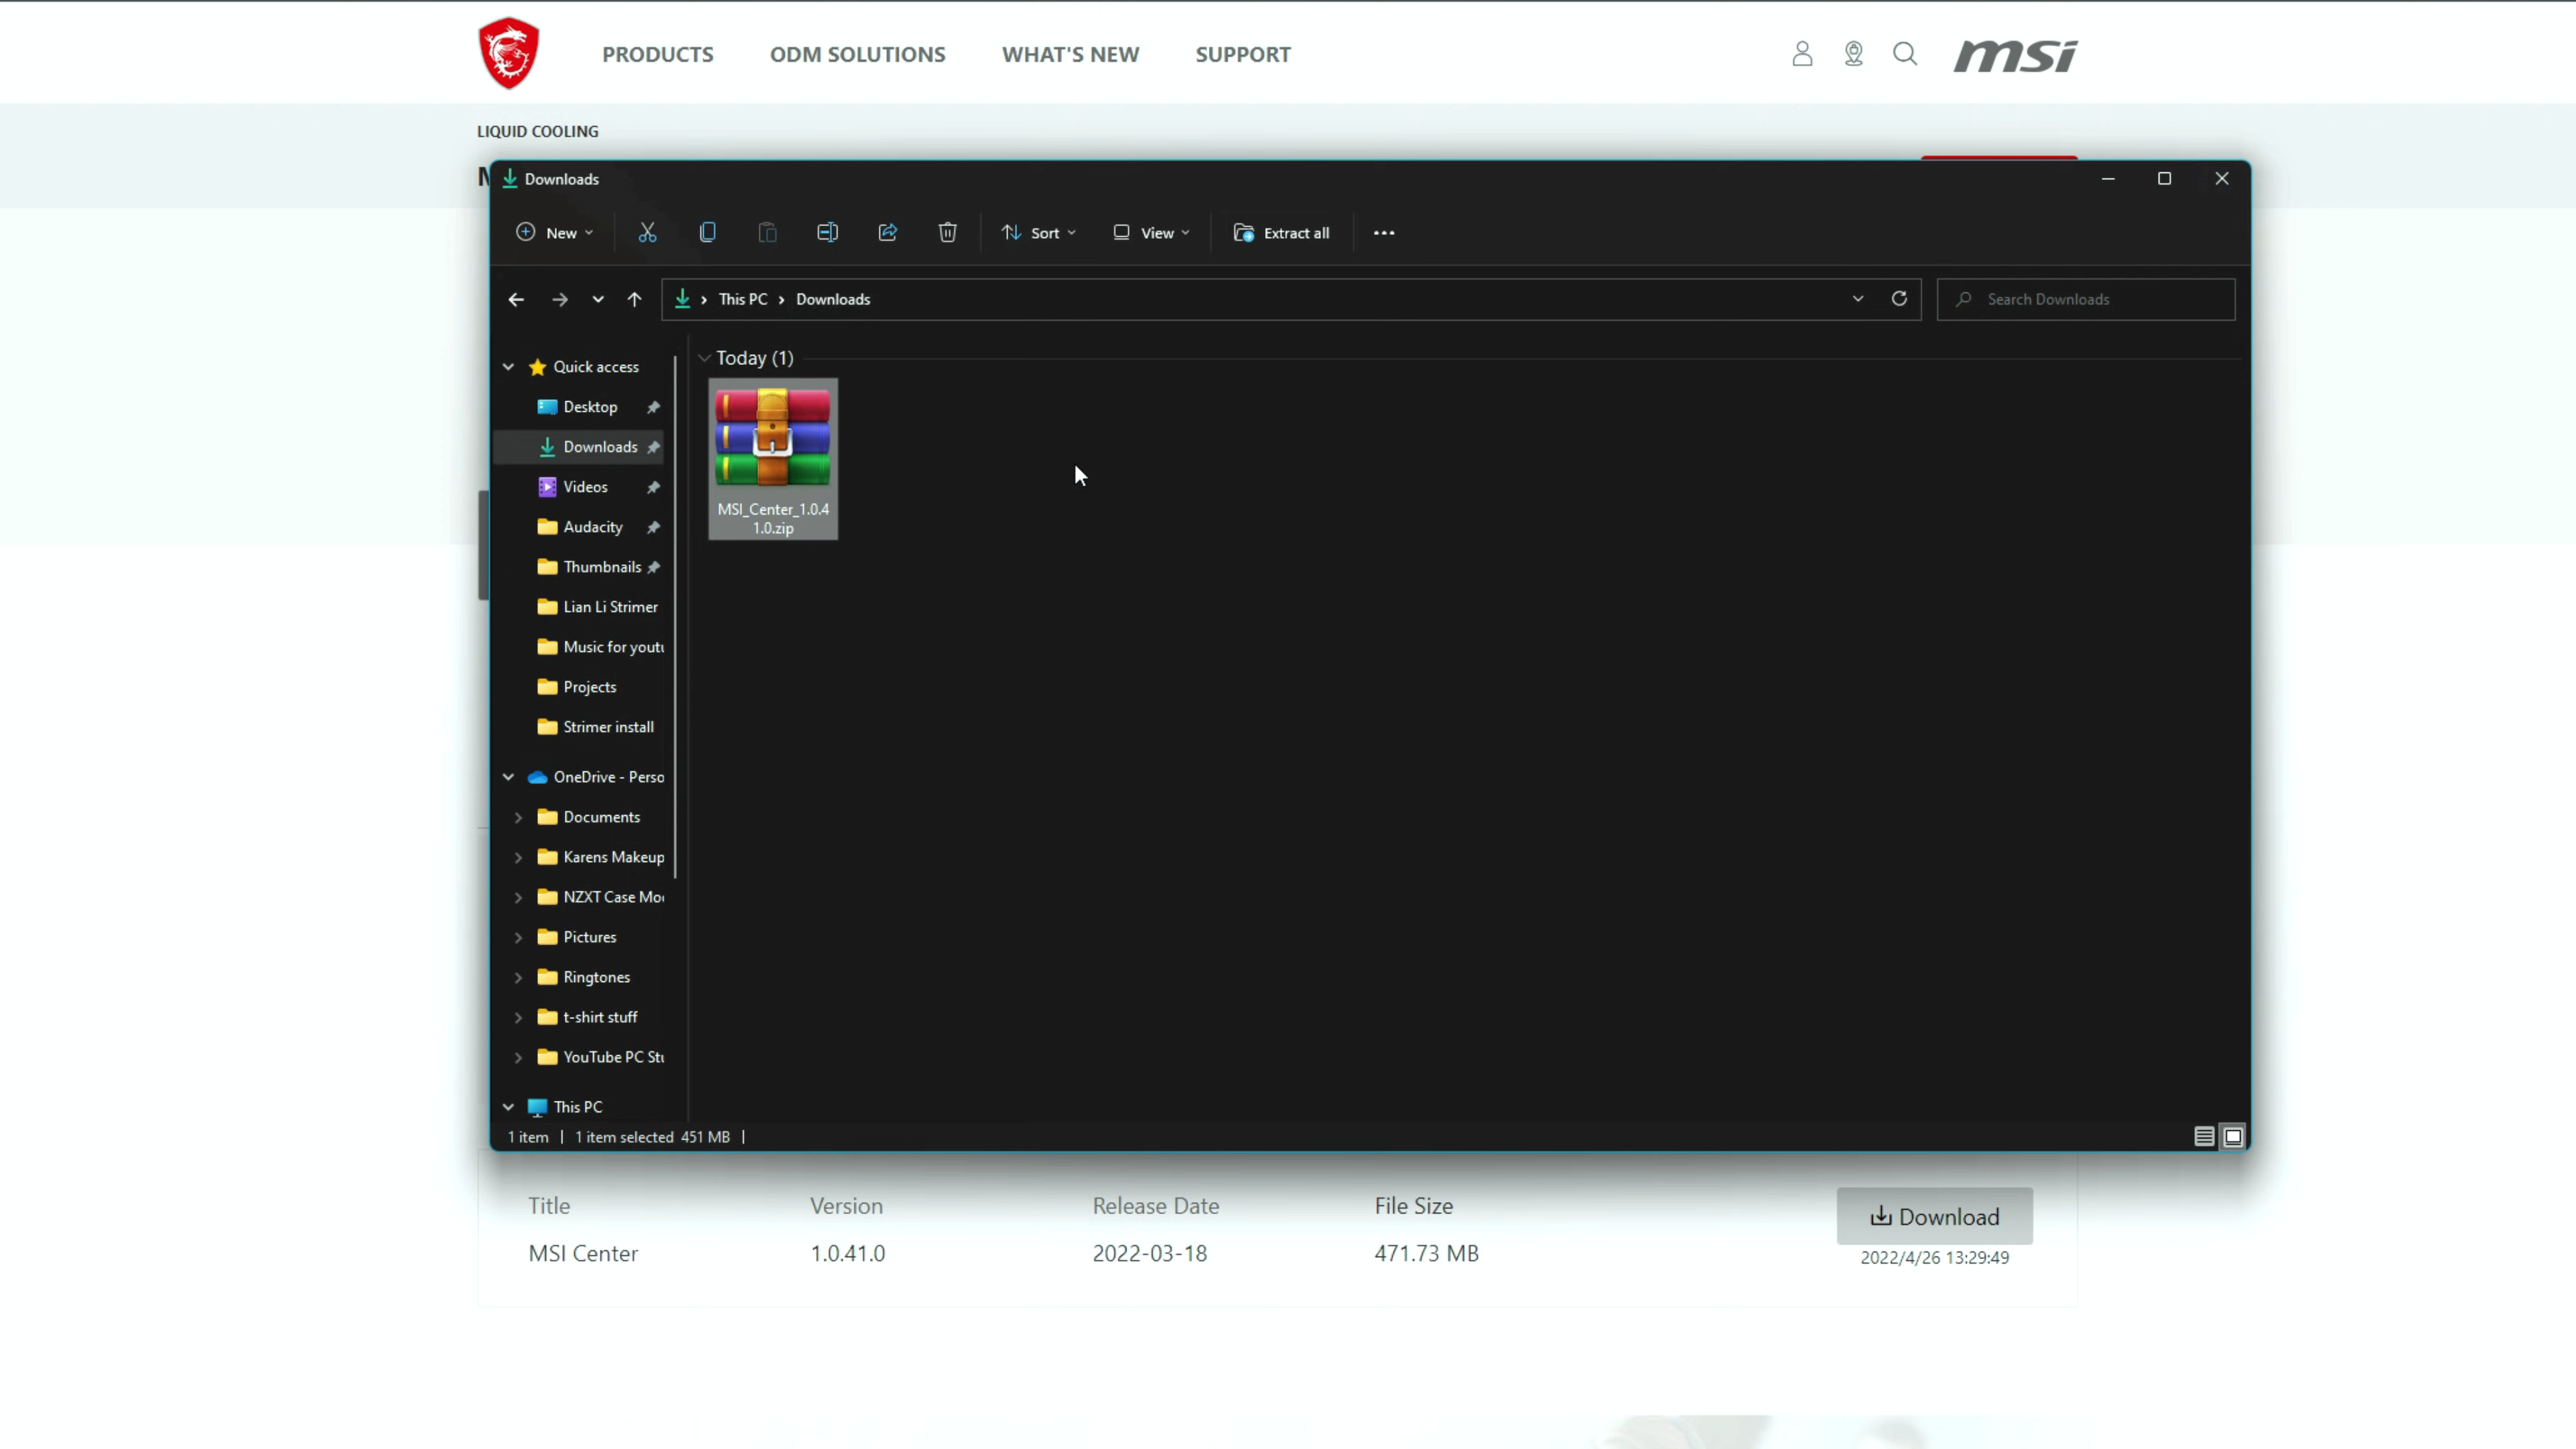 PRODUCTS ODM SOLUTIONS WHAT'S NEW SUPPORT msi
LIQUID COOLING
Downloads
New Sort View Extract all
This PC Downloads Search Downloads
Quick access
Desktop
Downloads
Videos
Audacity
Thumbnails
Lian Li Strimer
Music for youtu
Projects
Strimer install
OneDrive - Perso
Documents
Karens Makeup
NZXT Case Mo
Pictures
Ringtones
t-shirt stuff
YouTube PC Stu
This PC
Today (1)
MSI_Center_1.0.4
1.0.zip
1 item 1 item selected 451 MB
Title Version Release Date File Size Download
MSI Center 1.0.41.0 2022-03-18 471.73 MB 2022/4/26 13:29:49